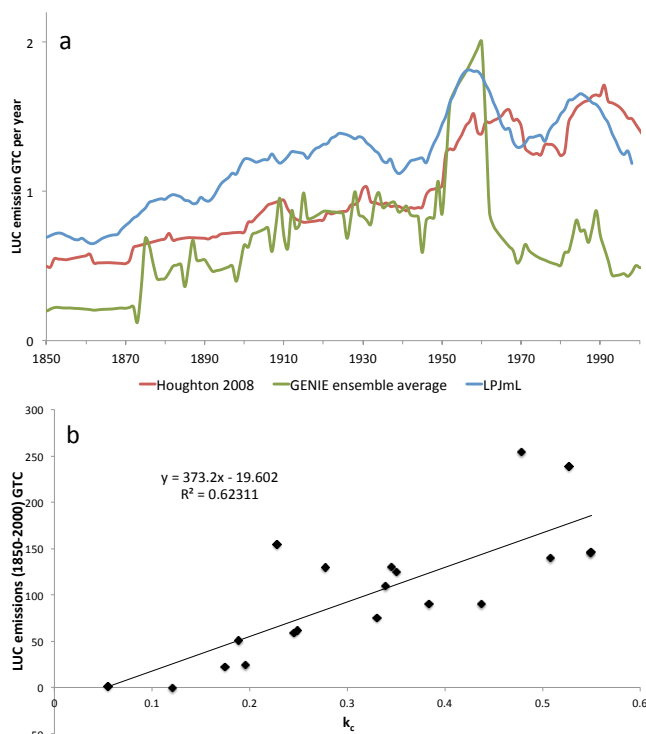 a
2
1
0
LUC emission GTC per year
1850 1870 1890 1910 1930 1950 1970 1990
Houghton 2008 GENIE ensemble average LPJmL
b
300
250
200
150
100
50
0
LUC emissions (1850-2000) GTC
y = 373.2x - 19.602
R² = 0.62311
0 0.1 0.2 0.3 0.4 0.5 0.6
kc